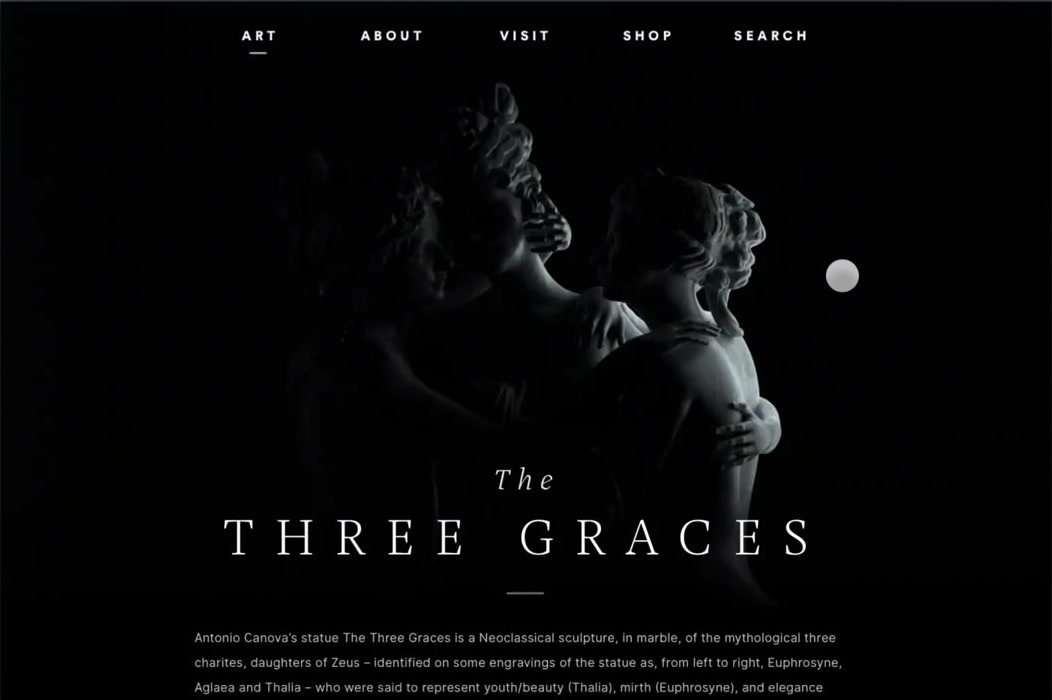 ART ABOUT VISIT SHOP SEARCH
The
THREE GRACES
Antonio Canova's statue The Three Graces is a Neoclassical sculpture, in marble, of the mythological three
charites, daughters of Zeus – identified on some engravings of the statue as, from left to right, Euphrosyne,
Aglaea and Thalia – who were said to represent youth/beauty (Thalia), mirth (Euphrosyne), and elegance